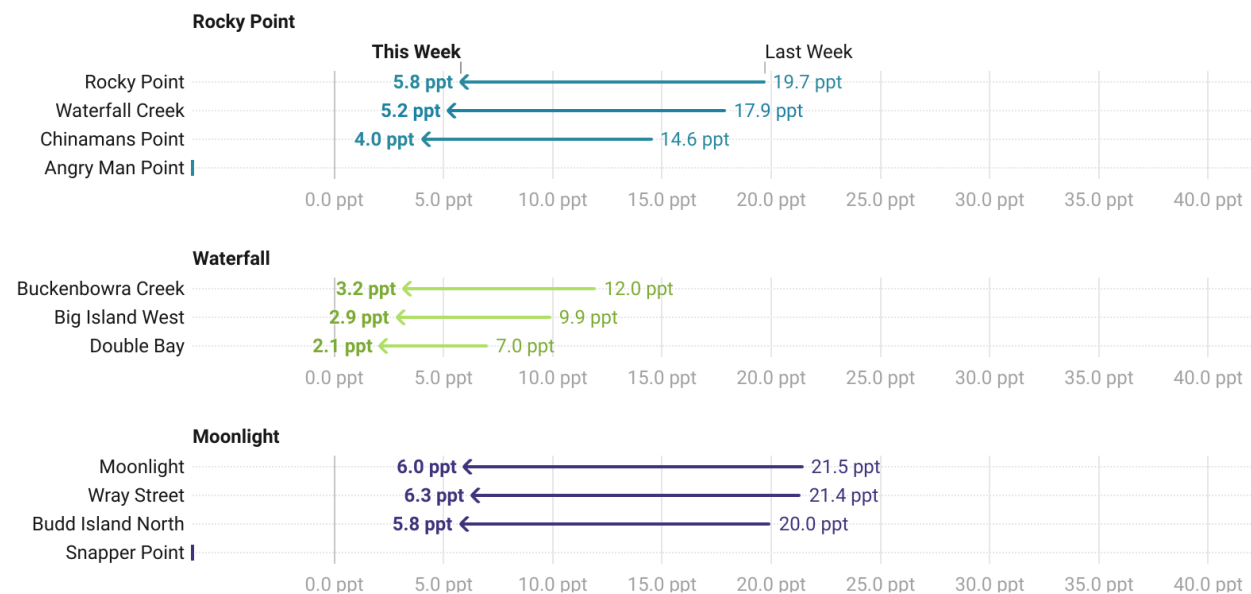 Rocky Point
This Week Last Week
Rocky Point 5.8 ppt 19.7 ppt
Waterfall Creek 5.2 ppt 17.9 ppt
Chinamans Point 4.0 ppt 14.6 ppt
Angry Man Point
0.0 ppt 5.0 ppt 10.0 ppt 15.0 ppt 20.0 ppt 25.0 ppt 30.0 ppt 35.0 ppt 40.0 ppt
Waterfall
Buckenbowra Creek 3.2 ppt 12.0 ppt
Big Island West 2.9 ppt 9.9 ppt
Double Bay 2.1 ppt 7.0 ppt
0.0 ppt 5.0 ppt 10.0 ppt 15.0 ppt 20.0 ppt 25.0 ppt 30.0 ppt 35.0 ppt 40.0 ppt
Moonlight
Moonlight 6.0 ppt 21.5 ppt
Wray Street 6.3 ppt 21.4 ppt
Budd Island North 5.8 ppt 20.0 ppt
Snapper Point
0.0 ppt 5.0 ppt 10.0 ppt 15.0 ppt 20.0 ppt 25.0 ppt 30.0 ppt 35.0 ppt 40.0 ppt